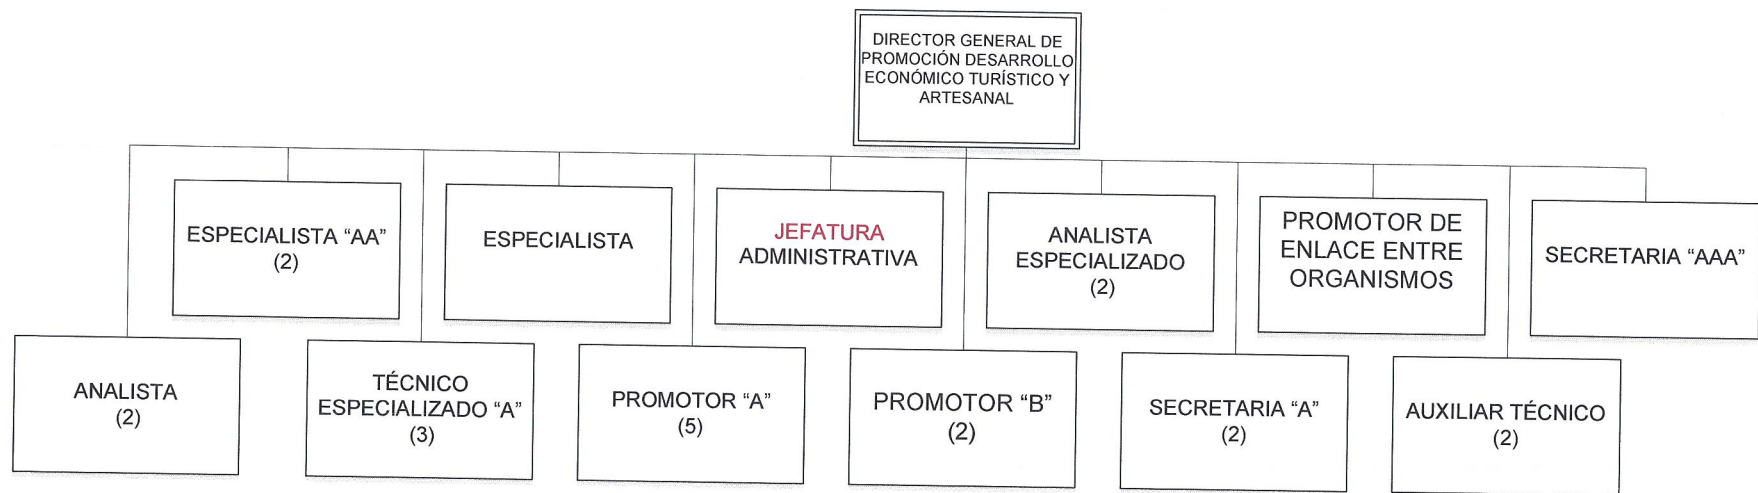 DIRECTOR GENERAL DE
PROMOCIÓN DESARROLLO
ECONÓMICO TURÍSTICO Y
ARTESANAL
ESPECIALISTA “AA”
(2)
ESPECIALISTA
JEFATURA
ADMINISTRATIVA
ANALISTA
ESPECIALIZADO
(2)
PROMOTOR DE
ENLACE ENTRE
ORGANISMOS
SECRETARIA “AAA”
ANALISTA
(2)
TÉCNICO
ESPECIALIZADO “A”
(3)
PROMOTOR “A”
(5)
PROMOTOR “B”
(2)
SECRETARIA “A”
(2)
AUXILIAR TÉCNICO
(2)